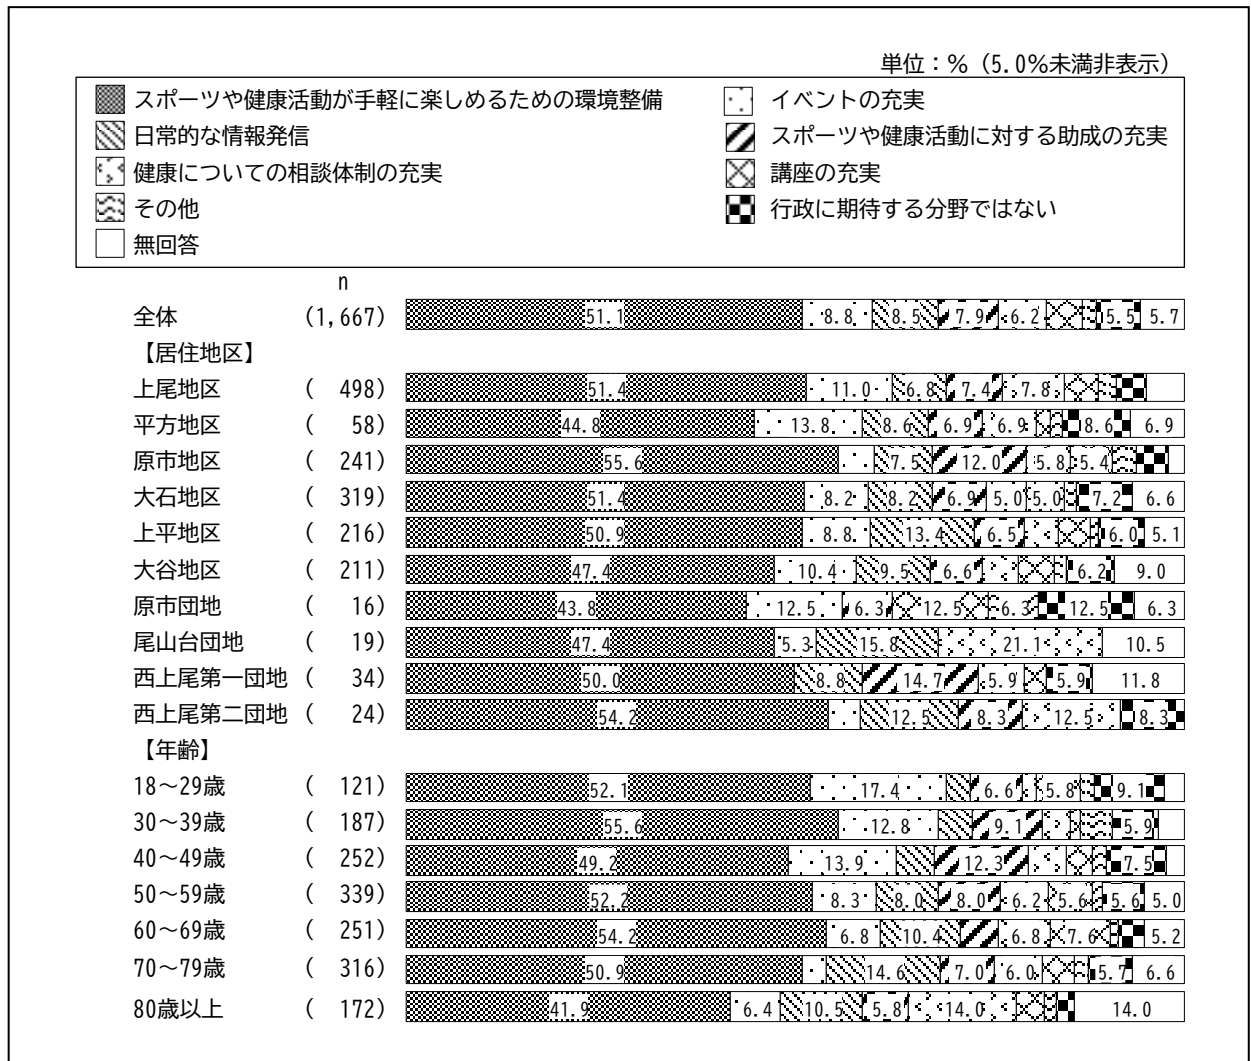 単位：％（5.0％未満非表示）
スポーツや健康活動が手軽に楽しめるための環境整備 イベントの充実
日常的な情報発信 スポーツや健康活動に対する助成の充実
健康についての相談体制の充実 講座の充実
その他 行政に期待する分野ではない
無回答
n
全体 (1,667) 51.1 8.8 8.5 7.9 6.2 5.5 5.7
【居住地区】
上尾地区 ( 498) 51.4 11.0 6.8 7.4 7.8
平方地区 ( 58) 44.8 13.8 8.6 6.9 6.9 8.6 6.9
原市地区 ( 241) 55.6 7.5 12.0 5.8 5.4
大石地区 ( 319) 51.4 8.2 8.2 6.9 5.0 5.0 7.2 6.6
上平地区 ( 216) 50.9 8.8 13.4 6.5 6.0 5.1
大谷地区 ( 211) 47.4 10.4 9.5 6.6 6.2 9.0
原市団地 ( 16) 43.8 12.5 6.3 12.5 6.3 12.5 6.3
尾山台団地 ( 19) 47.4 5.3 15.8 21.1 10.5
西上尾第一団地 ( 34) 50.0 8.8 14.7 5.9 5.9 11.8
西上尾第二団地 ( 24) 54.2 12.5 8.3 12.5 8.3
【年齢】
18～29歳 ( 121) 52.1 17.4 6.6 5.8 9.1
30～39歳 ( 187) 55.6 12.8 9.1 5.9
40～49歳 ( 252) 49.2 13.9 12.3 7.5
50～59歳 ( 339) 52.2 8.3 8.0 8.0 6.2 5.6 5.6 5.0
60～69歳 ( 251) 54.2 6.8 10.4 6.8 7.6 5.2
70～79歳 ( 316) 50.9 14.6 7.0 6.0 5.7 6.6
80歳以上 ( 172) 41.9 6.4 10.5 5.8 14.0 14.0